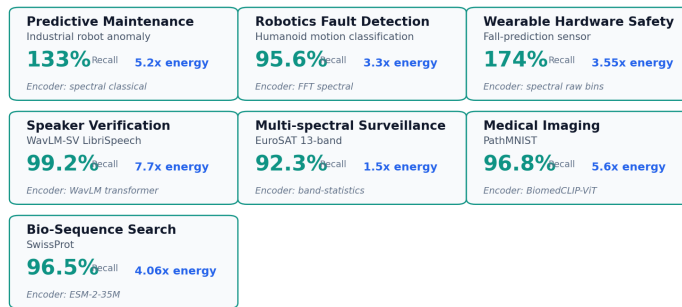 Predictive Maintenance
Industrial robot anomaly
133% Recall 5.2x energy
Encoder: spectral classical
Robotics Fault Detection
Humanoid motion classification
95.6% Recall 3.3x energy
Encoder: FFT spectral
Wearable Hardware Safety
Fall-prediction sensor
174% Recall 3.55x energy
Encoder: spectral raw bins
Speaker Verification
WavLM-SV LibriSpeech
99.2% Recall 7.7x energy
Encoder: WavLM transformer
Multi-spectral Surveillance
EuroSAT 13-band
92.3% Recall 1.5x energy
Encoder: band-statistics
Medical Imaging
PathMNIST
96.8% Recall 5.6x energy
Encoder: BiomedCLIP-ViT
Bio-Sequence Search
SwissProt
96.5% Recall 4.06x energy
Encoder: ESM-2-35M